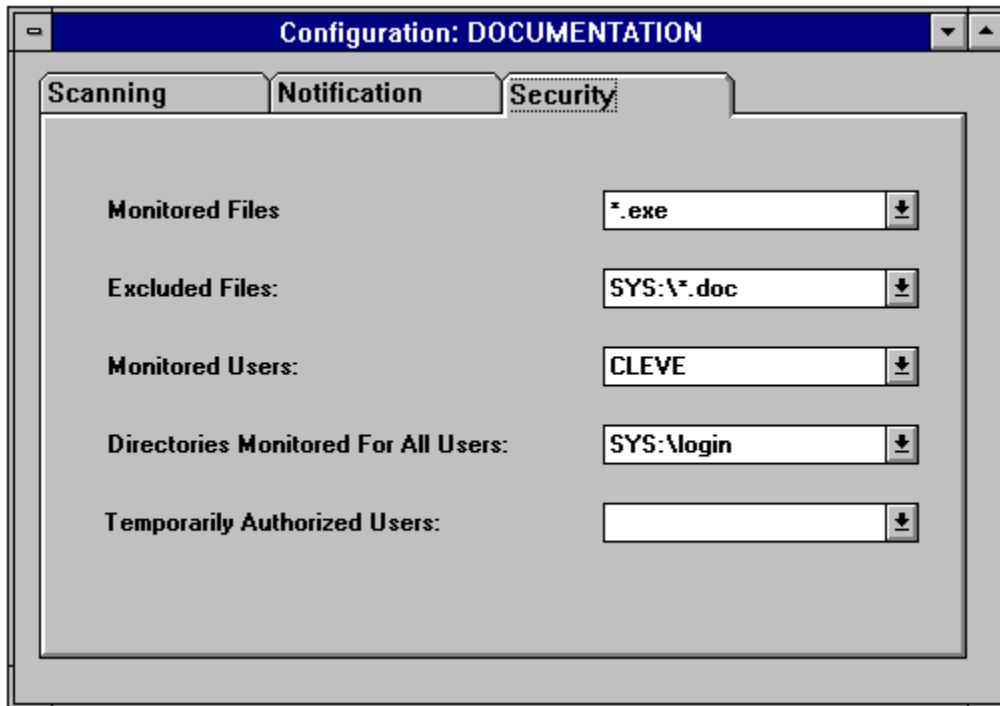 Configuration: DOCUMENTATION
Scanning Notification Security
Monitored Files *.exe
Excluded Files: SYS:\*.doc
Monitored Users: CLEVE
Directories Monitored For All Users: SYS:\login
Temporarily Authorized Users: